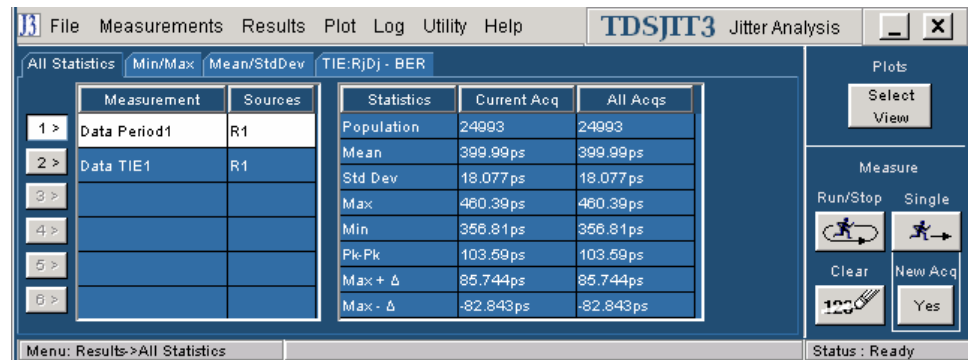 J3 File Measurements Results Plot Log Utility Help TDSJIT3 Jitter Analysis
All Statistics Min/Max Mean/StdDev TIE:RjDj - BER
Measurement Sources
1 > Data Period1 R1
2 > Data TIE1 R1
3 >
4 >
5 >
6 >
Statistics Current Acq All Acqs
Population 24993 24993
Mean 399.99ps 399.99ps
Std Dev 18.077ps 18.077ps
Max 460.39ps 460.39ps
Min 356.81ps 356.81ps
Pk-Pk 103.59ps 103.59ps
Max + Δ 85.744ps 85.744ps
Max - Δ -82.843ps -82.843ps
Plots
Select
View
Measure
Run/Stop Single
Clear New Acq
123 Yes
Menu: Results->All Statistics Status : Ready